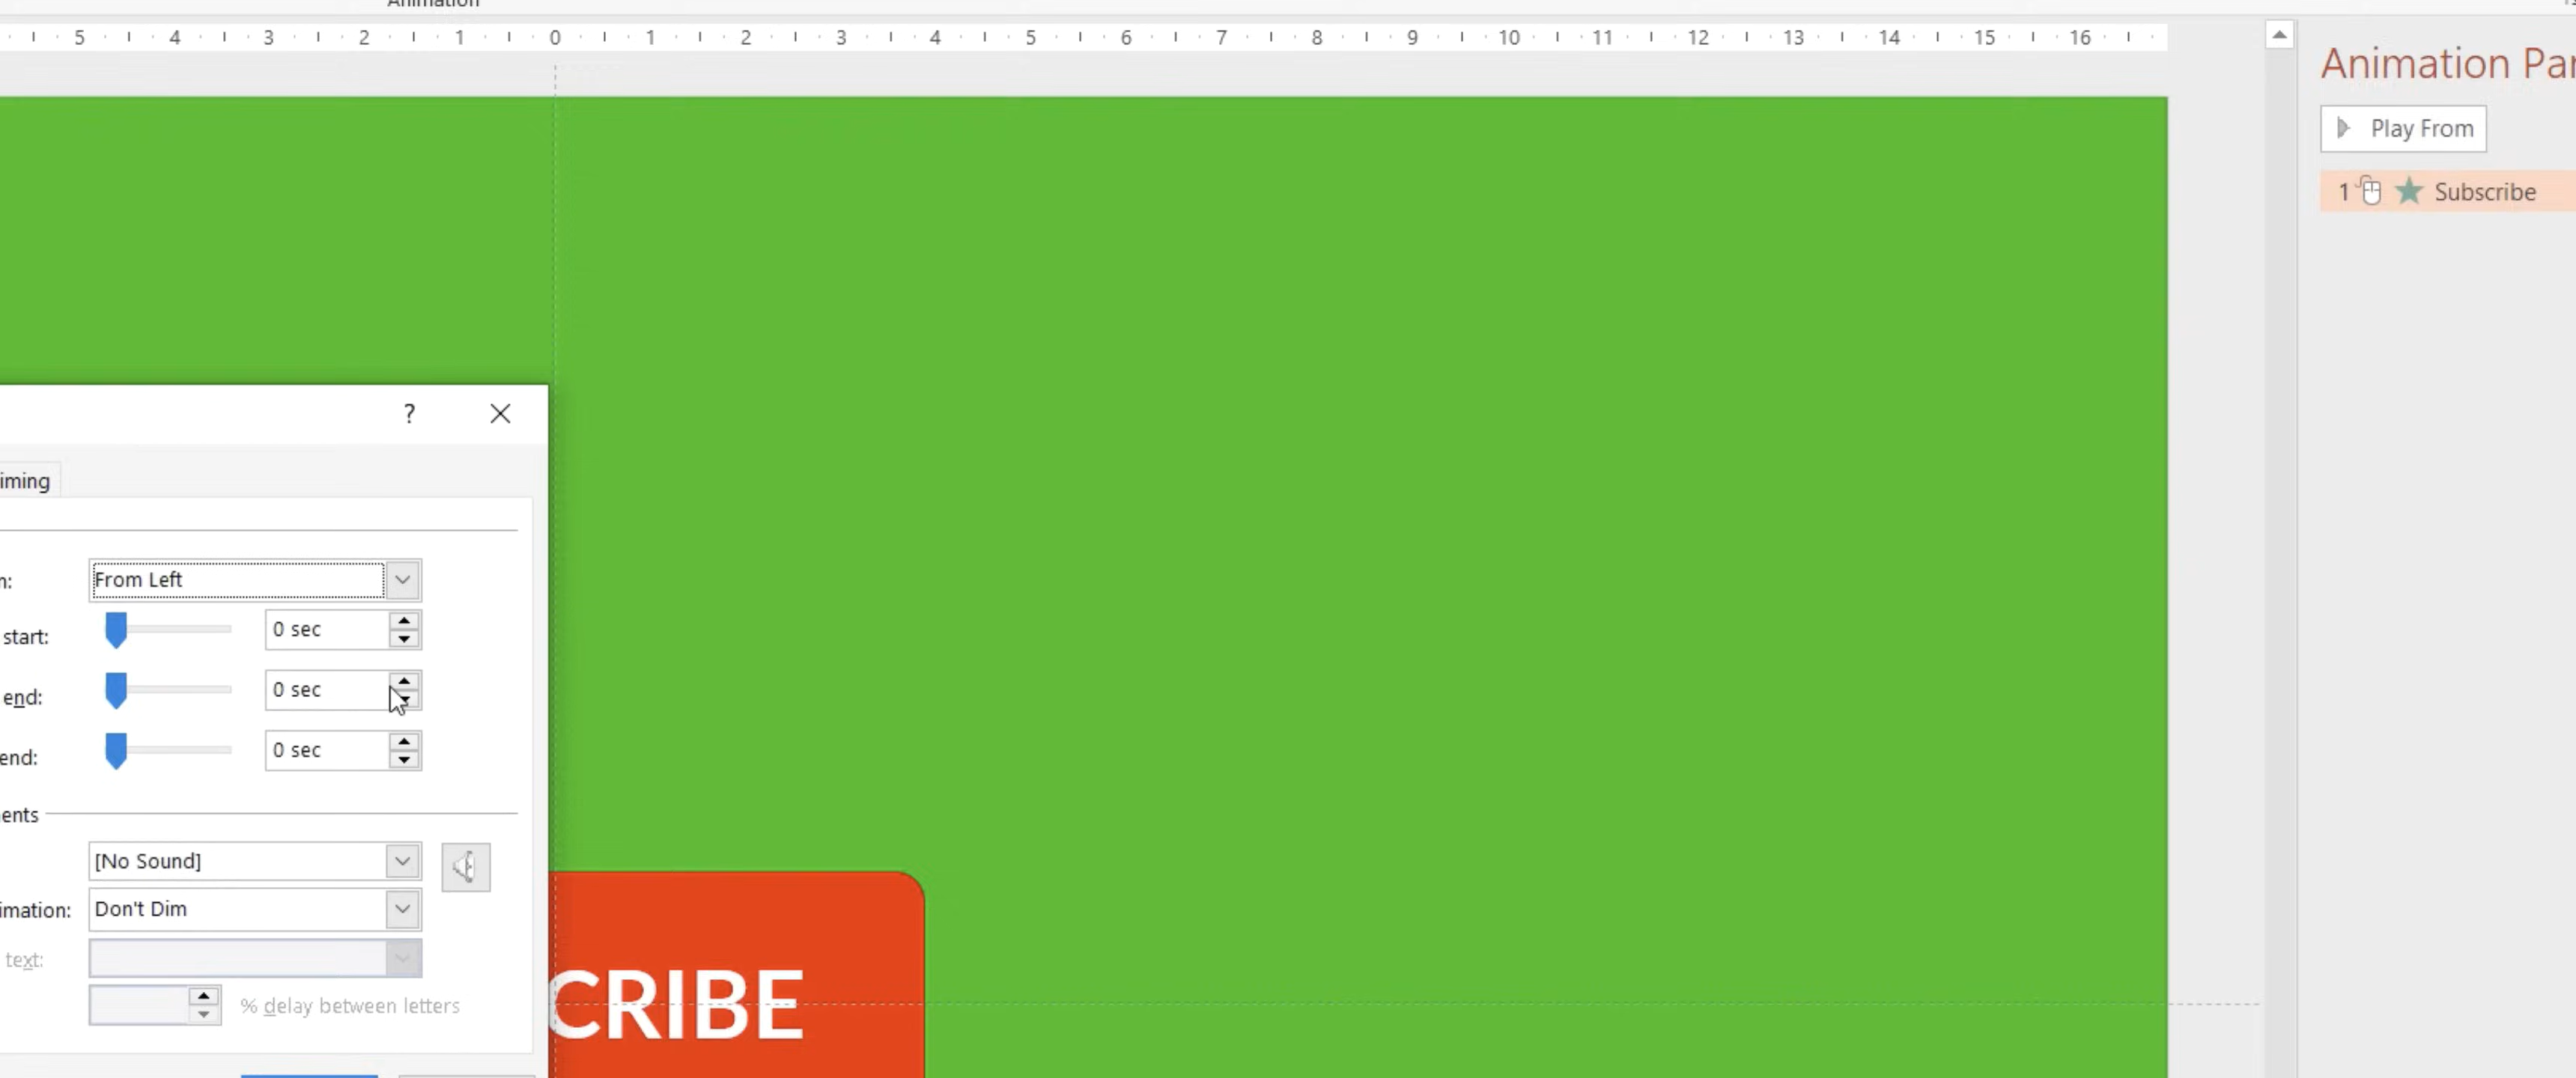 Animation
5 4 3 2 1 0 1 2 3 4 5 6 7 8 9 10 11 12 13 14 15 16
Animation Pa
Play From
1 Subscribe
?
iming
From Left
start: 0 sec
end: 0 sec
end: 0 sec
ents
[No Sound]
imation: Don't Dim
text:
% delay between letters
CRIBE